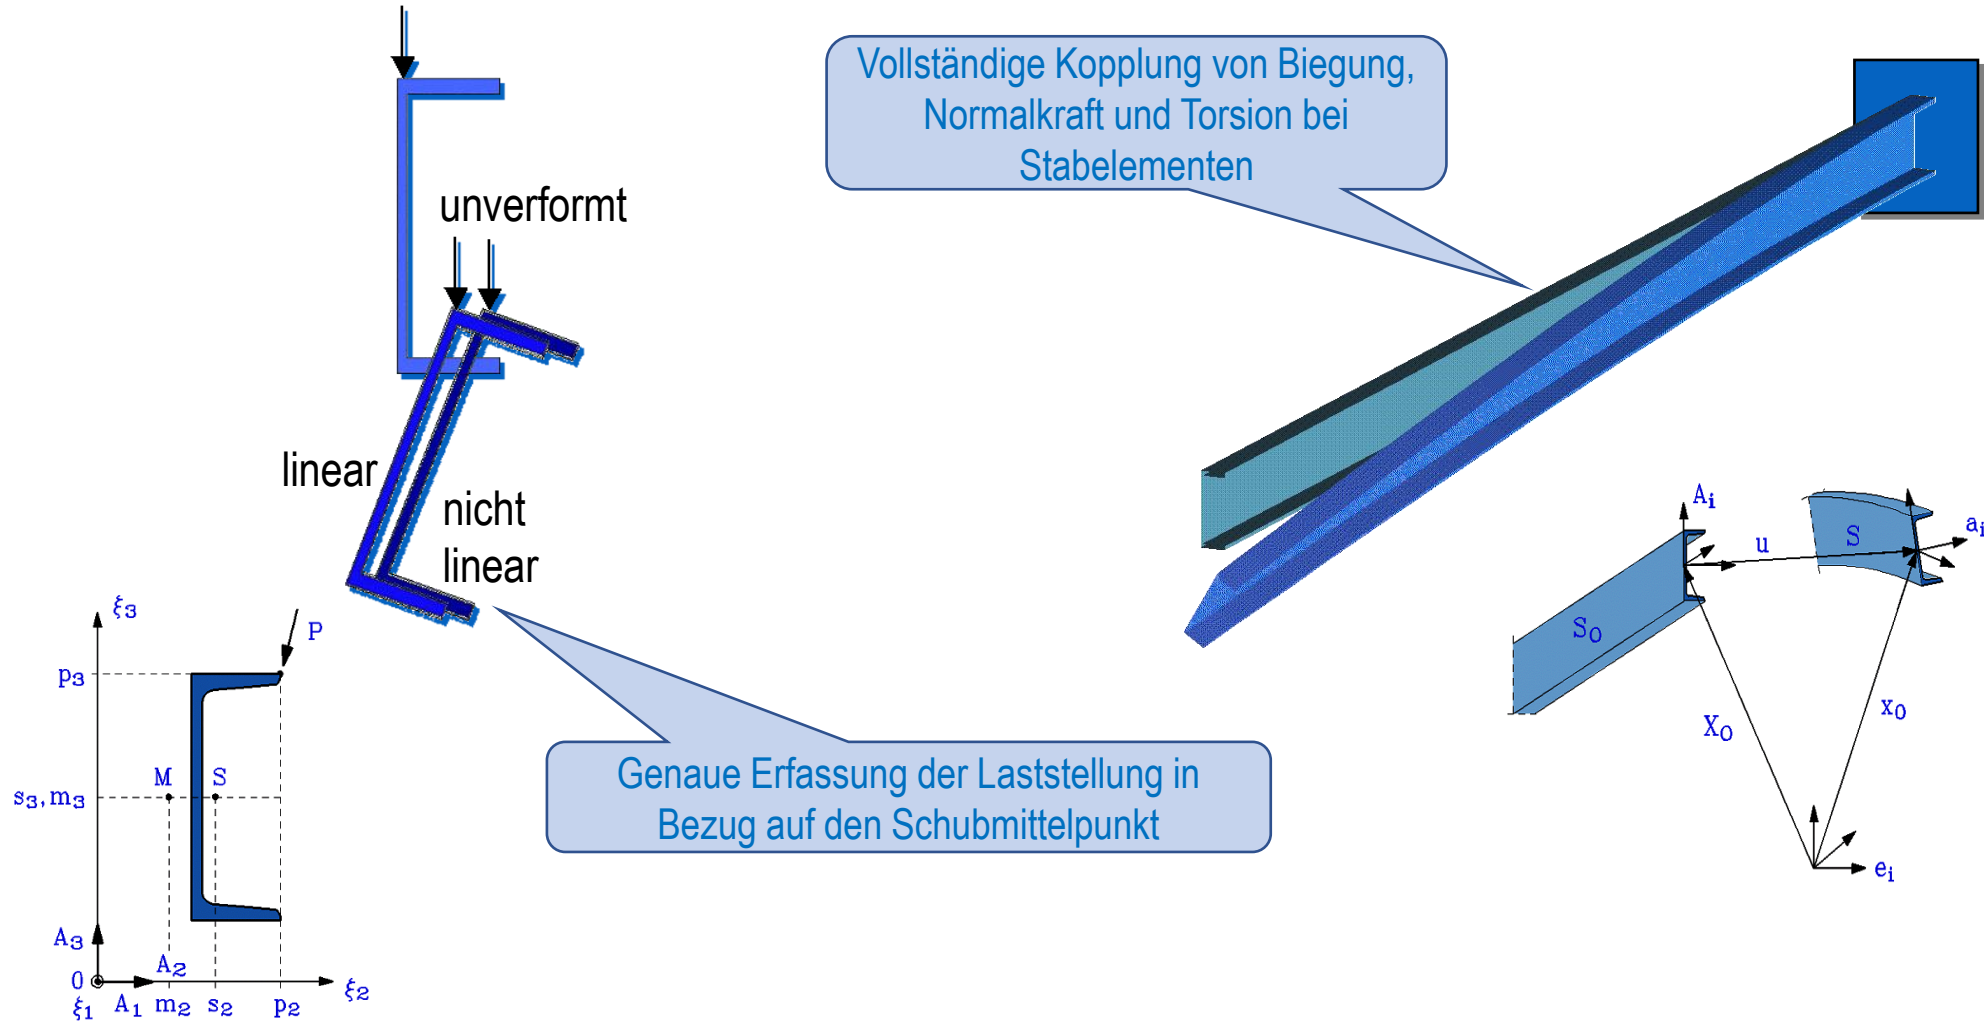 Vollständige Kopplung von Biegung,
Normalkraft und Torsion bei
Stabelementen
unverformt
linear
nicht
linear
Genaue Erfassung der Laststellung in
Bezug auf den Schubmittelpunkt
ξ₃
P
p₃
M
S
s₃,m₃
A₃
A₂
0
ξ₁
A₁
m₂
s₂
p₂
ξ₂
Aᵢ
u
S
aᵢ
S₀
X₀
x₀
eᵢ